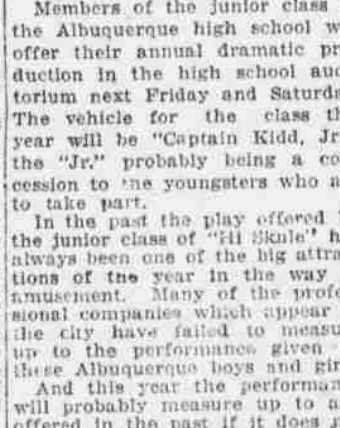 Members of the junior class
the Albuquerque high school w
offer their annual dramatic pr
duction in the high school aud
torium next Friday and Saturda
The vehicle for the class th
year will be "Captain Kidd, Jr
the "Jr." probably being a co
cession to the youngsters who a
to take part.
In the past the play offered
the junior class of "Hi Skule" h
always been one of the big attra
tions of the year in the way
amusement. Many of the profe
sional companies which appear
the city have failed to measu
up to the performance given
these Albuquerque boys and gir
And this year the performan
will probably measure up to a
offered in the past if it does